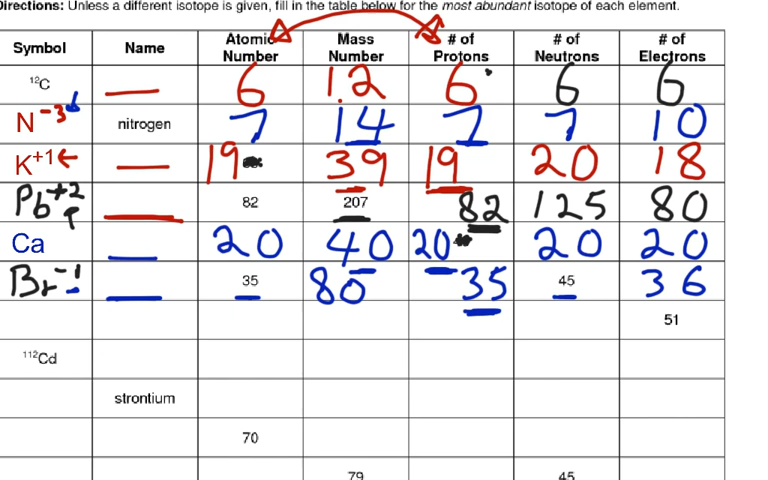 Directions: Unless a different isotope is given, fill in the table below for the most abundant isotope of each element.
Symbol Name Atomic Number Mass Number # of Protons # of Neutrons # of Electrons
12C 6 12 6 6 6
N-3 nitrogen 7 14 7 7 10
K+1 19 39 19 20 18
Pb+2 82 207 82 125 80
Ca 20 40 20 20 20
Br-1 35 80 35 45 36
51
112Cd
strontium
70
79 45